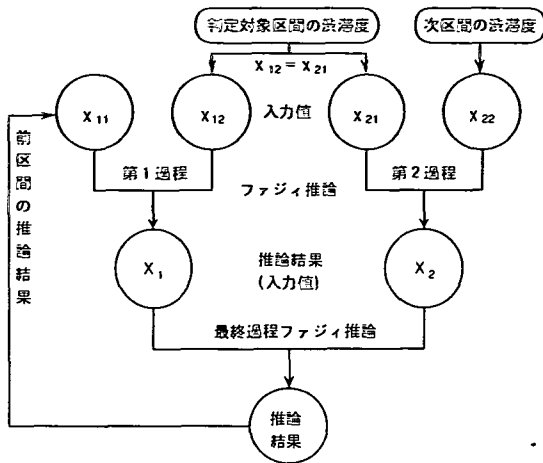 判定対象区間の渋滞度
次区間の渋滞度
X12 = X21
X11
X12
入力値
X21
X22
第1過程
第2過程
ファジィ推論
前区間の推論結果
X1
推論結果
(入力値)
X2
最終過程ファジィ推論
推論
結果